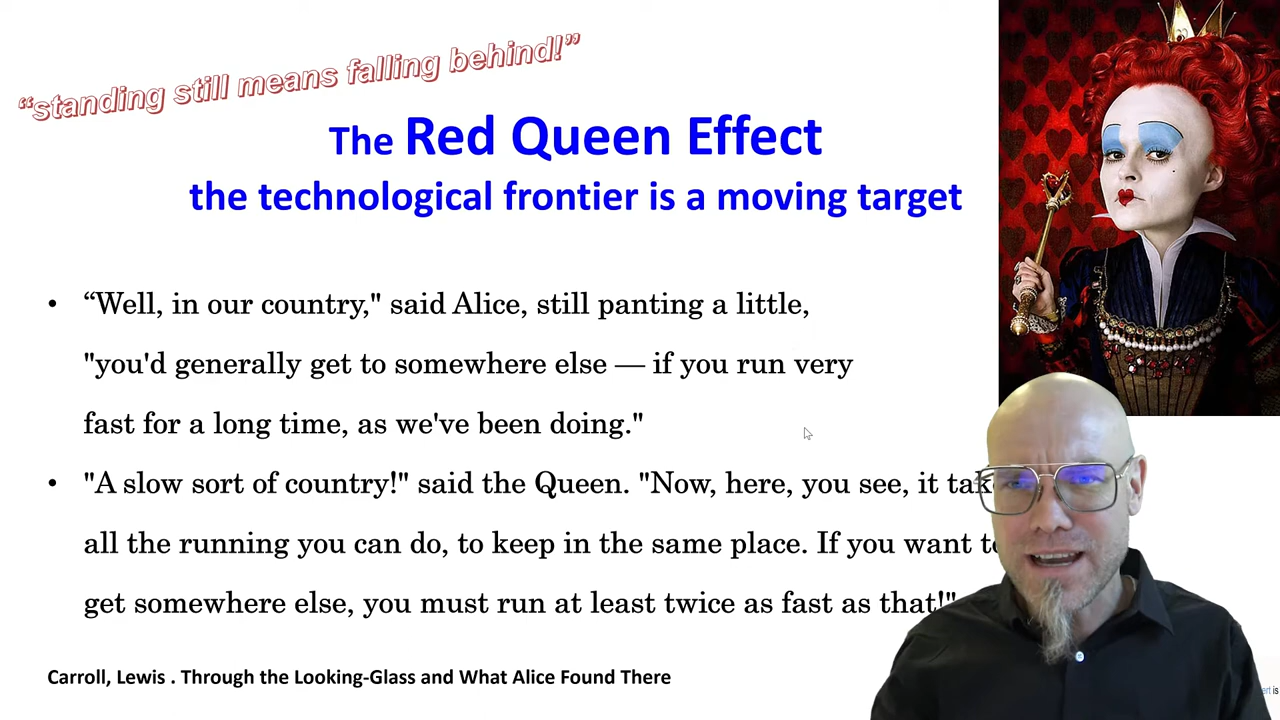 “standing still means falling behind!”
The Red Queen Effect
the technological frontier is a moving target
• “Well, in our country," said Alice, still panting a little,
"you'd generally get to somewhere else — if you run very
fast for a long time, as we've been doing."
• "A slow sort of country!" said the Queen. "Now, here, you see, it
all the running you can do, to keep in the same place. If you want
get somewhere else, you must run at least twice as fast as that!"
Carroll, Lewis . Through the Looking-Glass and What Alice Found There
is